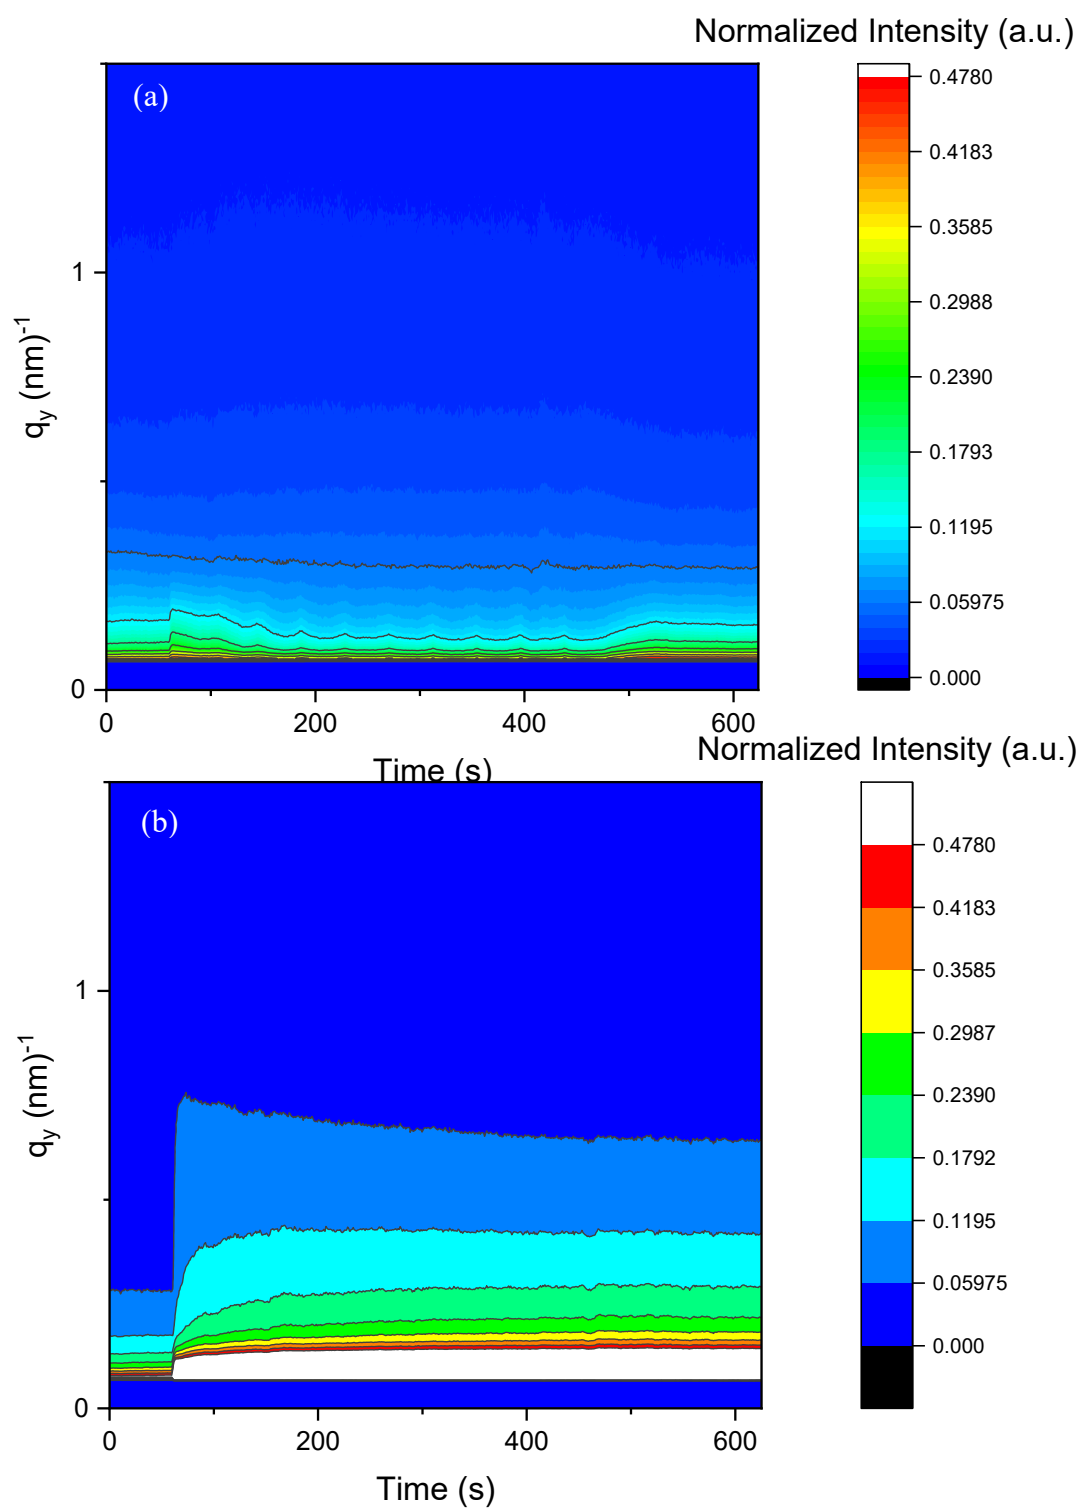 Normalized Intensity (a.u.)
(a)
0.4780
0.4183
0.3585
0.2988
0.2390
0.1793
0.1195
0.05975
0.000
1
0
q_y (nm)^-1
0 200 400 600
Time (s)
Normalized Intensity (a.u.)
(b)
0.4780
0.4183
0.3585
0.2987
0.2390
0.1792
0.1195
0.05975
0.000
1
0
q_y (nm)^-1
0 200 400 600
Time (s)